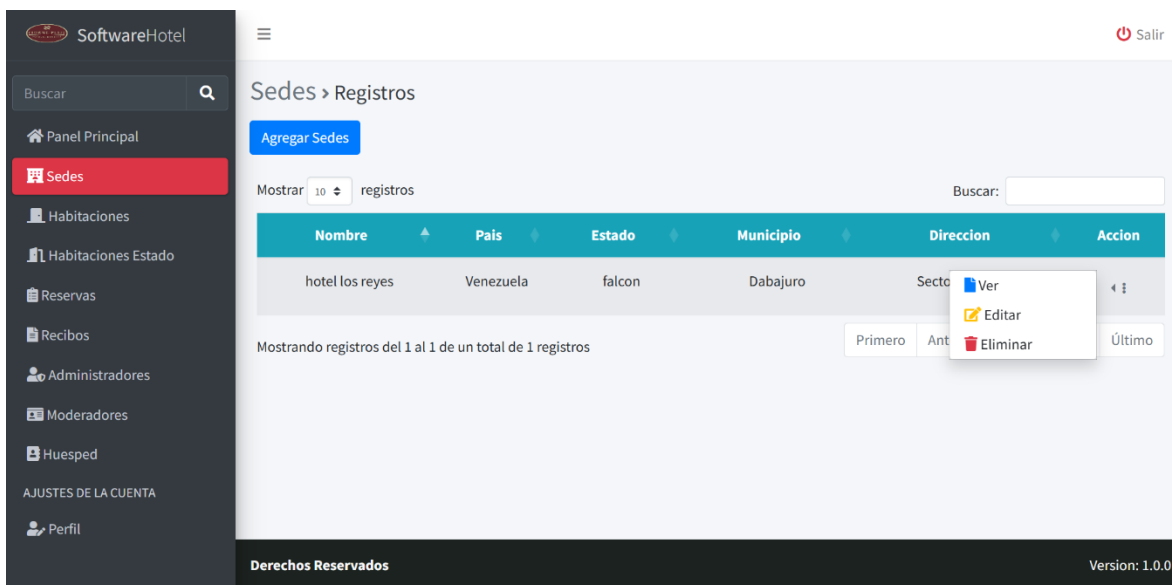 SoftwareHotel
Salir
Buscar
Panel Principal
Sedes
Habitaciones
Habitaciones Estado
Reservas
Recibos
Administradores
Moderadores
Huesped
AJUSTES DE LA CUENTA
Perfil
Sedes › Registros
Agregar Sedes
Mostrar 10 registros
Buscar:
Nombre Pais Estado Municipio Direccion Accion
hotel los reyes Venezuela falcon Dabajuro
Ver
Editar
Eliminar
Mostrando registros del 1 al 1 de un total de 1 registros
Primero Último
Derechos Reservados
Version: 1.0.0